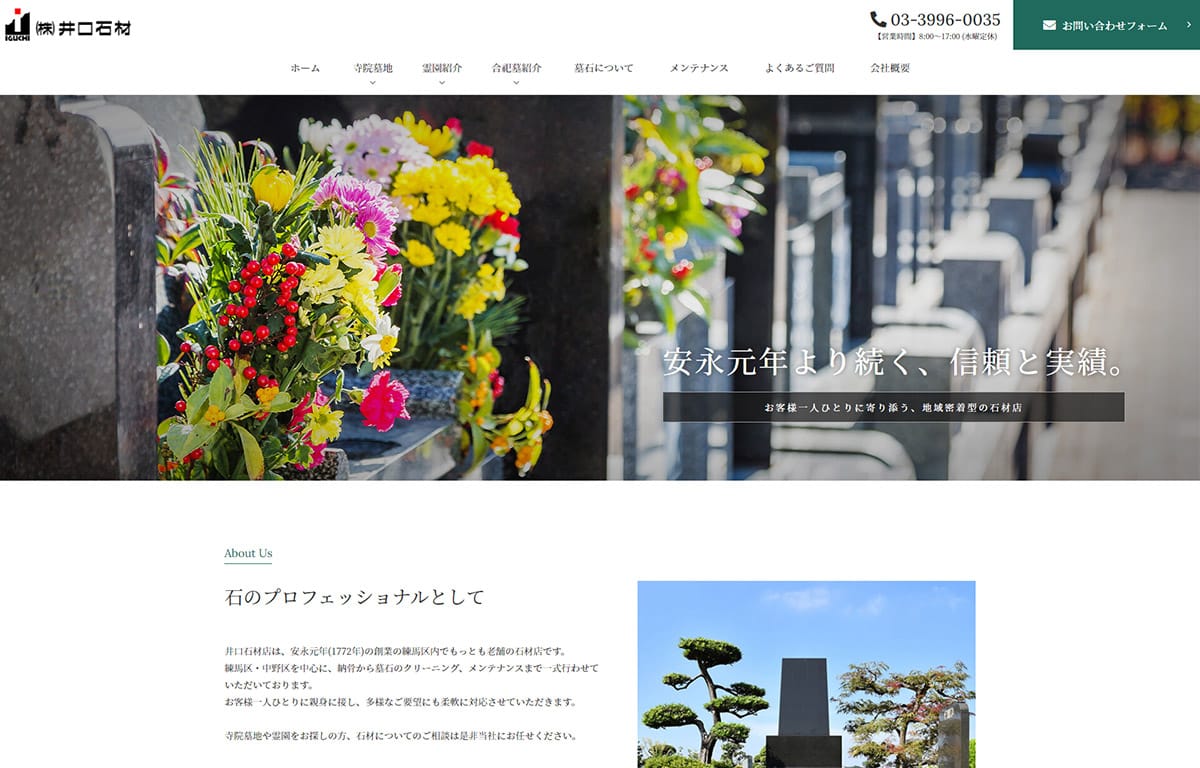 IGUCHI
㈱井口石材
03-3996-0035
【営業時間】8:00〜17:00 (水曜定休)
お問い合わせフォーム
ホーム 寺院墓地 霊園紹介 合祀墓紹介 墓石について メンテナンス よくあるご質問 会社概要
安永元年より続く、信頼と実績。
お客様一人ひとりに寄り添う、地域密着型の石材店
About Us
石のプロフェッショナルとして
井口石材店は、安永元年(1772年)の創業の練馬区内でもっとも老舗の石材店です。
練馬区・中野区を中心に、納骨から墓石のクリーニング、メンテナンスまで一式行わせて
いただいております。
お客様一人ひとりに親身に接し、多様なご要望にも柔軟に対応させていただきます。
寺院墓地や霊園をお探しの方、石材についてのご相談は是非当社にお任せください。